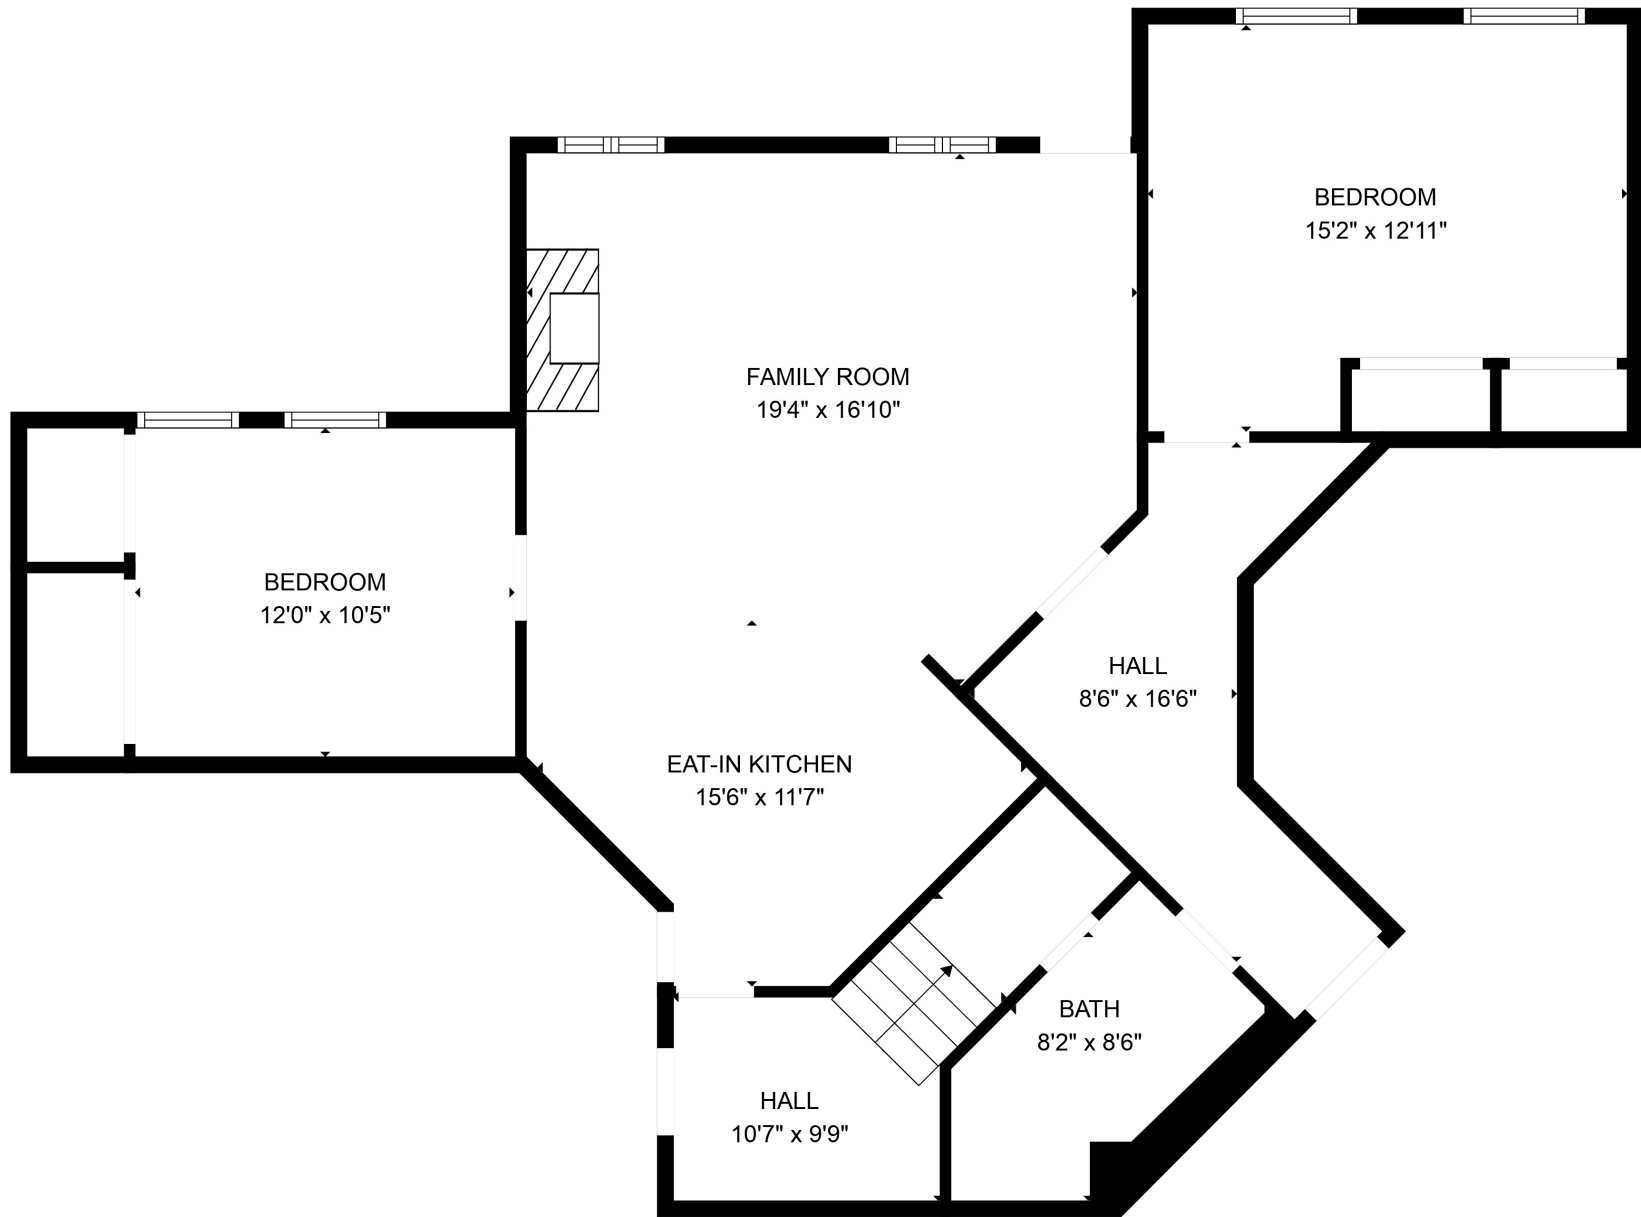 BEDROOM
15'2" x 12'11"
FAMILY ROOM
19'4" x 16'10"
BEDROOM
12'0" x 10'5"
HALL
8'6" x 16'6"
EAT-IN KITCHEN
15'6" x 11'7"
BATH
8'2" x 8'6"
HALL
10'7" x 9'9"